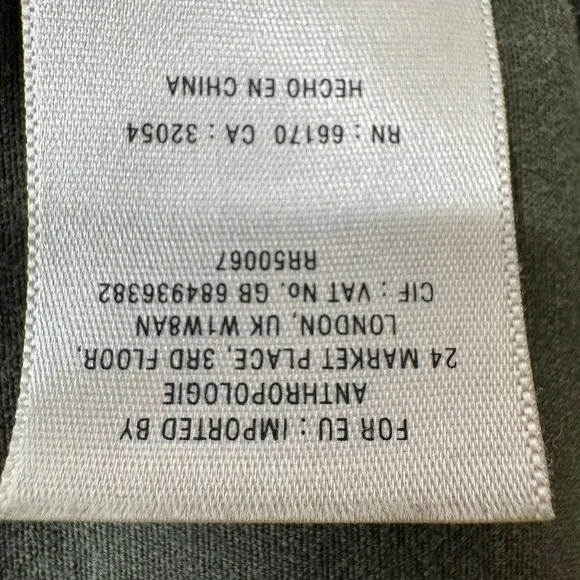 FOR EU : IMPORTED BY
ANTHROPOLOGIE
24 MARKET PLACE, 3RD FLOOR,
LONDON, UK W1W8AN
CIF : VAT No. GB 684936382
RR50067
RN : 66170 CA : 32054
HECHO EN CHINA